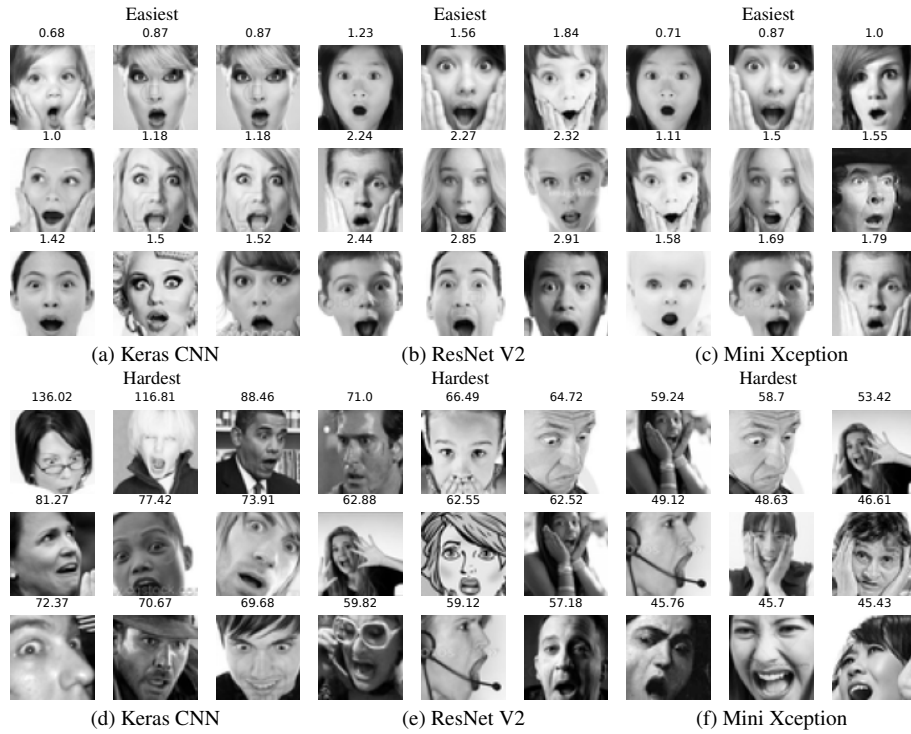 Easiest Easiest Easiest
0.68 0.87 0.87 1.23 1.56 1.84 0.71 0.87 1.0
1.0 1.18 1.18 2.24 2.27 2.32 1.11 1.5 1.55
1.42 1.5 1.52 2.44 2.85 2.91 1.58 1.69 1.79
(a) Keras CNN (b) ResNet V2 (c) Mini Xception
Hardest Hardest Hardest
136.02 116.81 88.46 71.0 66.49 64.72 59.24 58.7 53.42
81.27 77.42 73.91 62.88 62.55 62.52 49.12 48.63 46.61
72.37 70.67 69.68 59.82 59.12 57.18 45.76 45.7 45.43
(d) Keras CNN (e) ResNet V2 (f) Mini Xception